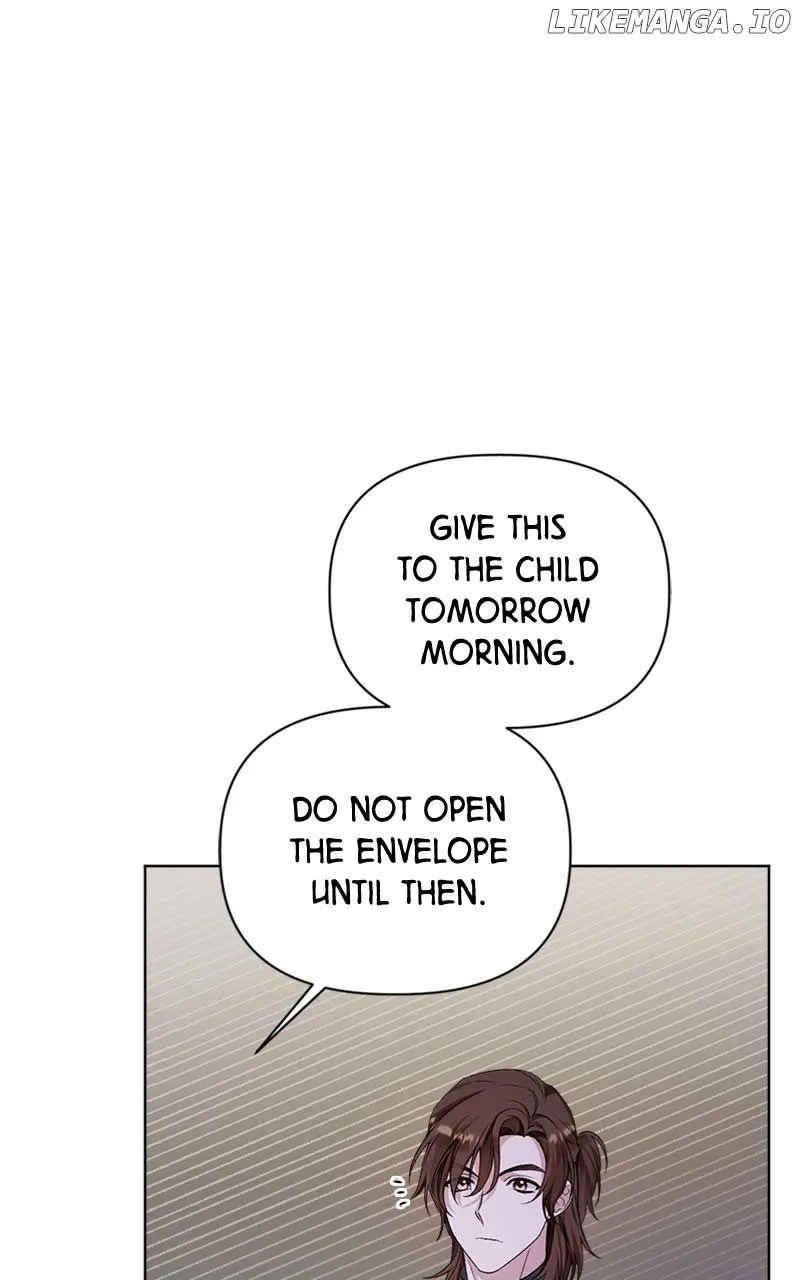 LIKEMANGA.IO
GIVE THIS
TO THE CHILD
TOMORROW
MORNING.
DO NOT OPEN
THE ENVELOPE
UNTIL THEN.